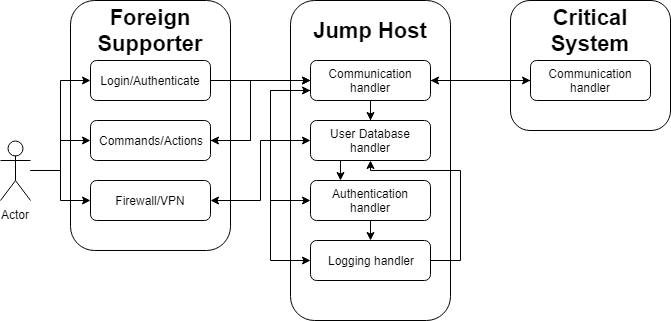 Foreign
Supporter
Login/Authenticate
Commands/Actions
Firewall/VPN
Actor
Jump Host
Communication
handler
User Database
handler
Authentication
handler
Logging handler
Critical
System
Communication
handler